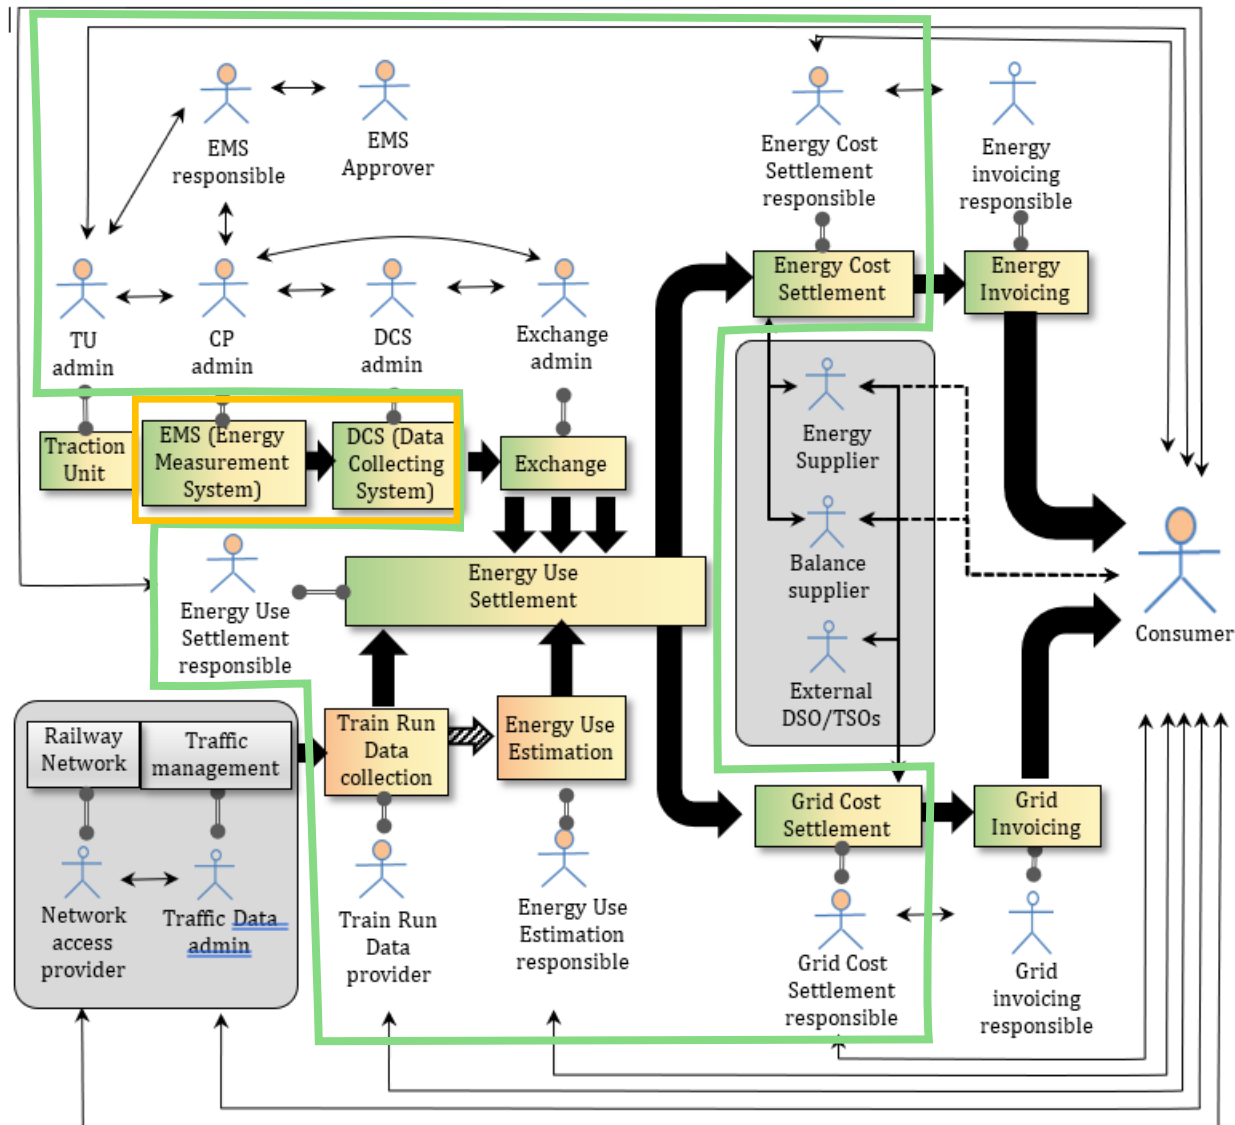 EMS
responsible
EMS
Approver
Energy Cost
Settlement
responsible
Energy
invoicing
responsible
TU
admin
CP
admin
DCS
admin
Exchange
admin
Energy Cost
Settlement
Energy
Invoicing
Traction
Unit
EMS (Energy
Measurement
System)
DCS (Data
Collecting
System)
Exchange
Energy
Supplier
Balance
supplier
External
DSO/TSOs
Consumer
Energy Use
Settlement
responsible
Energy Use
Settlement
Railway
Network
Traffic
management
Train Run
Data
collection
Energy Use
Estimation
Grid Cost
Settlement
Grid
Invoicing
Network
access
provider
Traffic Data
admin
Train Run
Data
provider
Energy Use
Estimation
responsible
Grid Cost
Settlement
responsible
Grid
invoicing
responsible